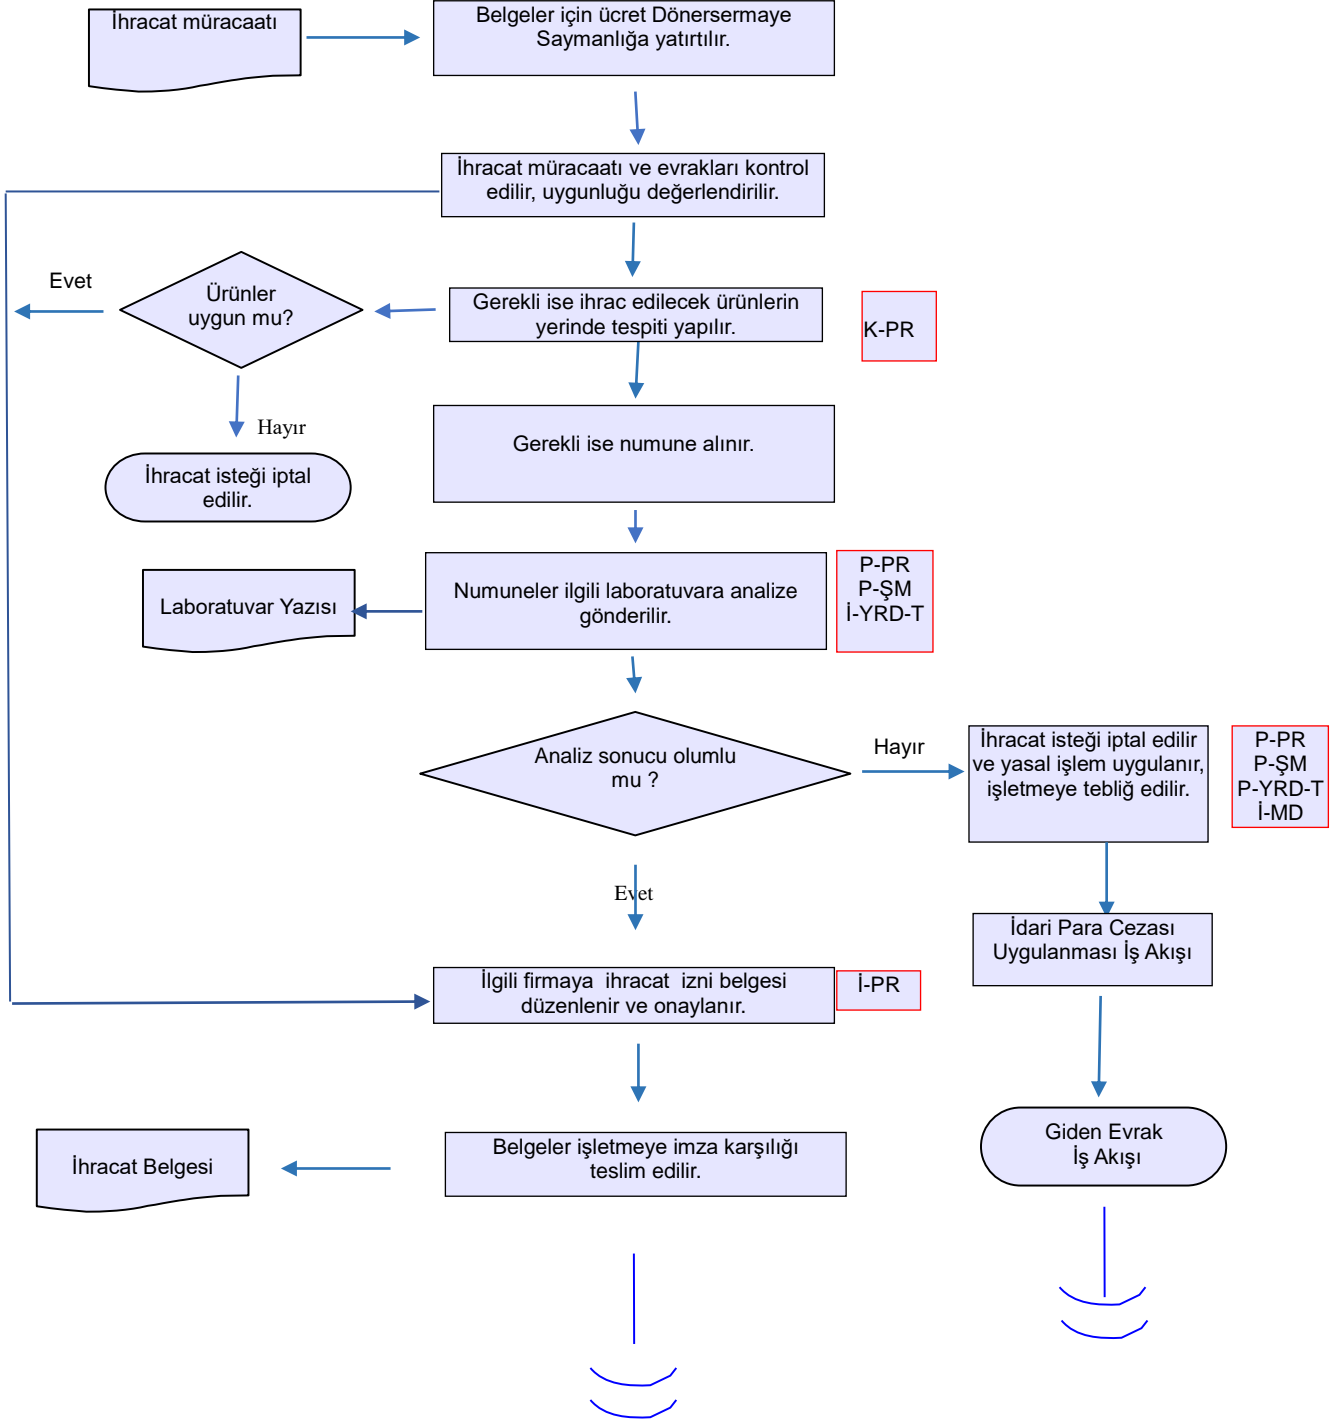 İhracat müracaatı
Belgeler için ücret Dönersermaye
Saymanlığa yatırtılır.
İhracat müracaatı ve evrakları kontrol
edilir, uygunluğu değerlendirilir.
Evet
Ürünler
uygun mu?
Gerekli ise ihrac edilecek ürünlerin
yerinde tespiti yapılır.
K-PR
Hayır
İhracat isteği iptal
edilir.
Gerekli ise numune alınır.
Laboratuvar Yazısı
Numuneler ilgili laboratuvara analize
gönderilir.
P-PR
P-ŞM
İ-YRD-T
Analiz sonucu olumlu
mu ?
Hayır
İhracat isteği iptal edilir
ve yasal işlem uygulanır,
işletmeye tebliğ edilir.
P-PR
P-ŞM
P-YRD-T
İ-MD
Evet
İdari Para Cezası
Uygulanması İş Akışı
İlgili firmaya  ihracat  izni belgesi
düzenlenir ve onaylanır.
İ-PR
İhracat Belgesi
Belgeler işletmeye imza karşılığı
teslim edilir.
Giden Evrak
İş Akışı